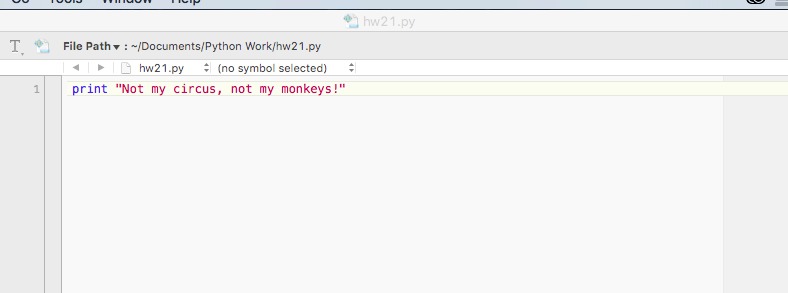 Go Tools Window Help
hw21.py
File Path ▾ : ~/Documents/Python Work/hw21.py
hw21.py (no symbol selected)
1 print "Not my circus, not my monkeys!"